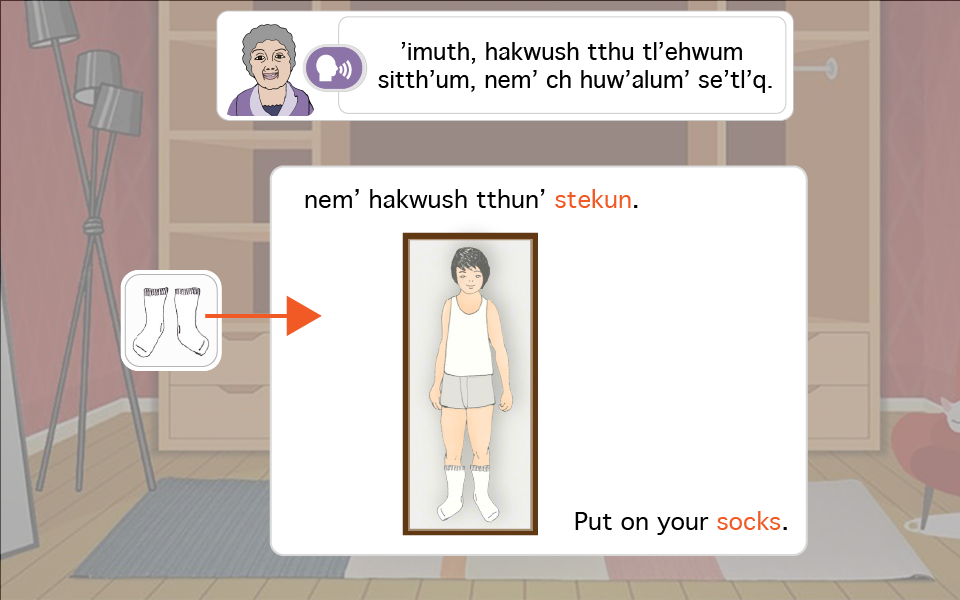 ’imuth, hakwush tthu tl’ehwum
sitth’um, nem’ ch huw’alum’ se’tl’q.
nem’ hakwush tthun’ stekun.
Put on your socks.